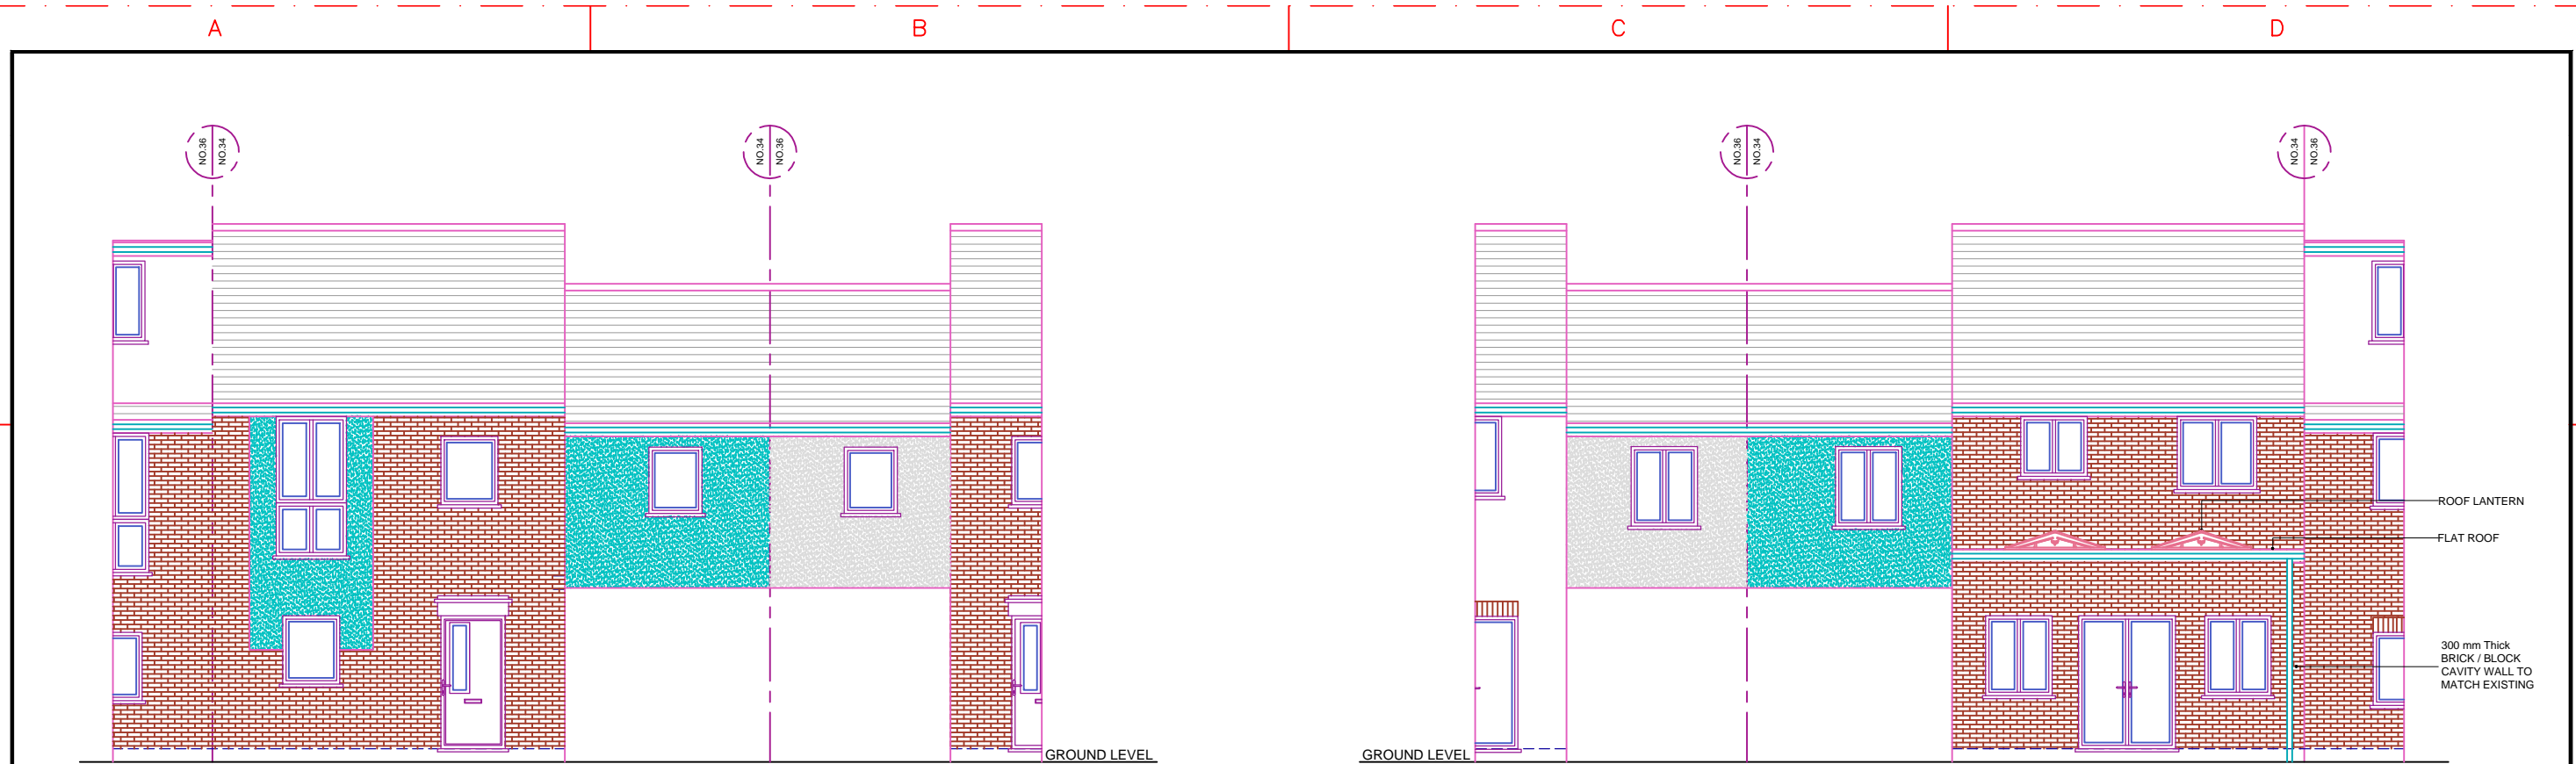 A
B
C
D
NO.36
NO.34
NO.34
NO.36
NO.36
NO.34
NO.34
NO.36
ROOF LANTERN
FLAT ROOF
300 mm Thick
BRICK / BLOCK
CAVITY WALL TO
MATCH EXISTING
GROUND LEVEL
GROUND LEVEL